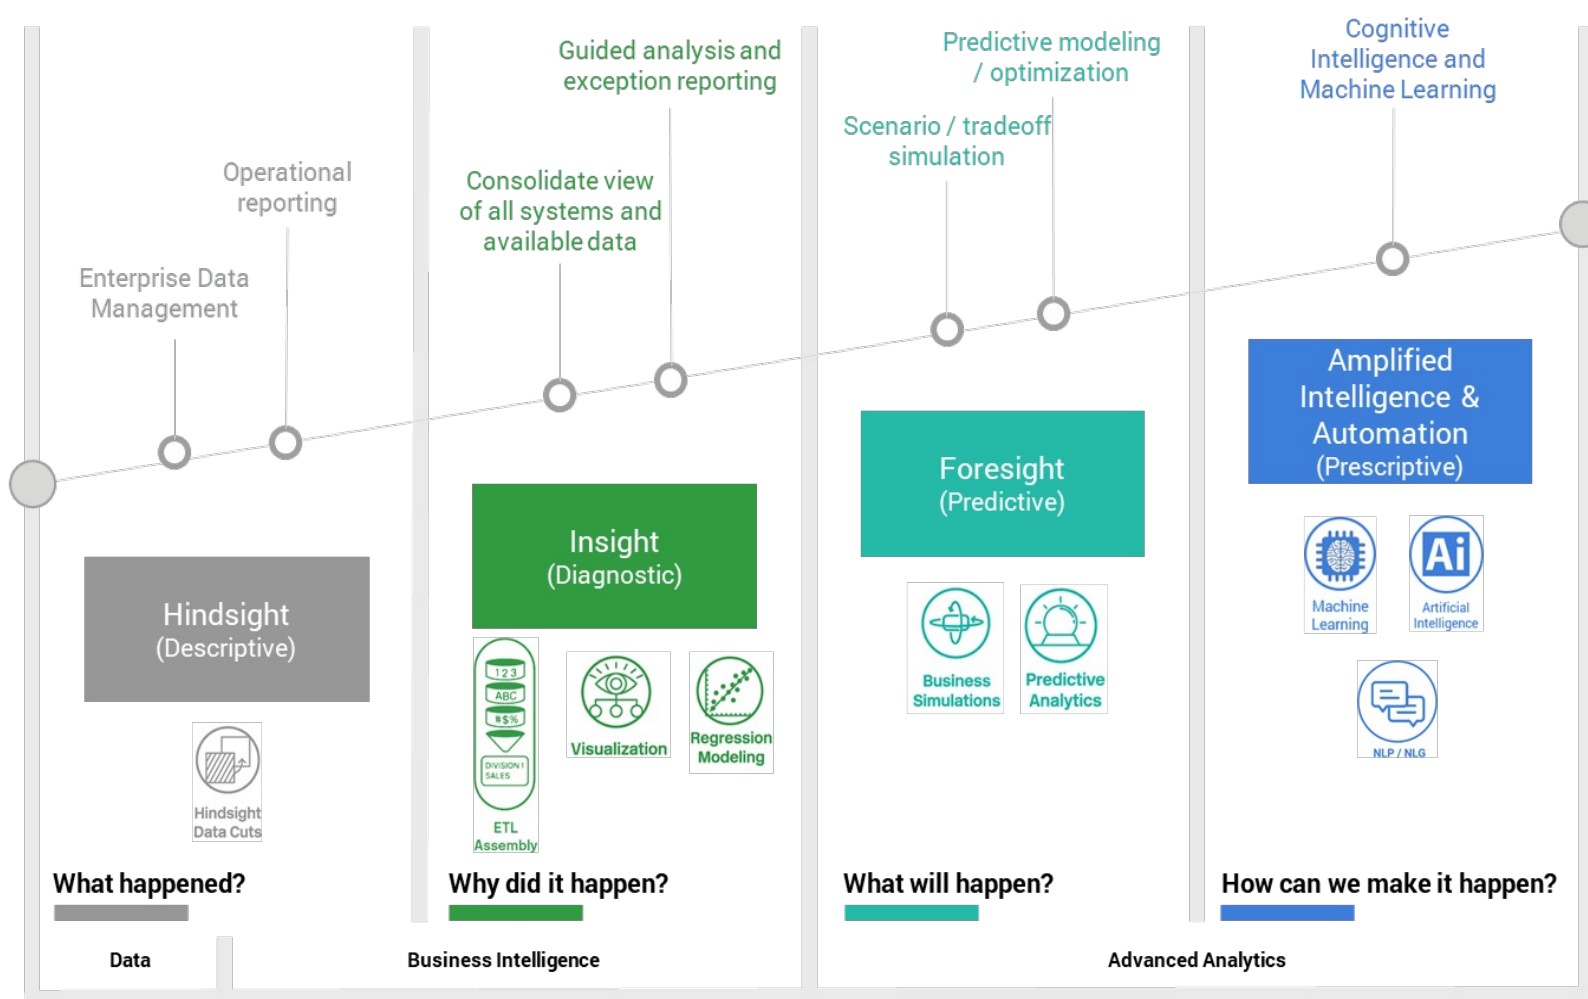 Cognitive
Intelligence and
Machine Learning
Predictive modeling
/ optimization
Guided analysis and
exception reporting
Scenario / tradeoff
simulation
Operational
reporting
Consolidate view
of all systems and
available data
Enterprise Data
Management
Amplified
Intelligence &
Automation
(Prescriptive)
Foresight
(Predictive)
Insight
(Diagnostic)
Hindsight
(Descriptive)
Hindsight
Data Cuts
1 2 3
ABC
#$%
DIVISION 1
SALES
ETL
Assembly
Visualization
Regression
Modeling
Business
Simulations
Predictive
Analytics
Machine
Learning
Ai
Artificial
Intelligence
NLP / NLG
What happened?
Why did it happen?
What will happen?
How can we make it happen?
Data
Business Intelligence
Advanced Analytics